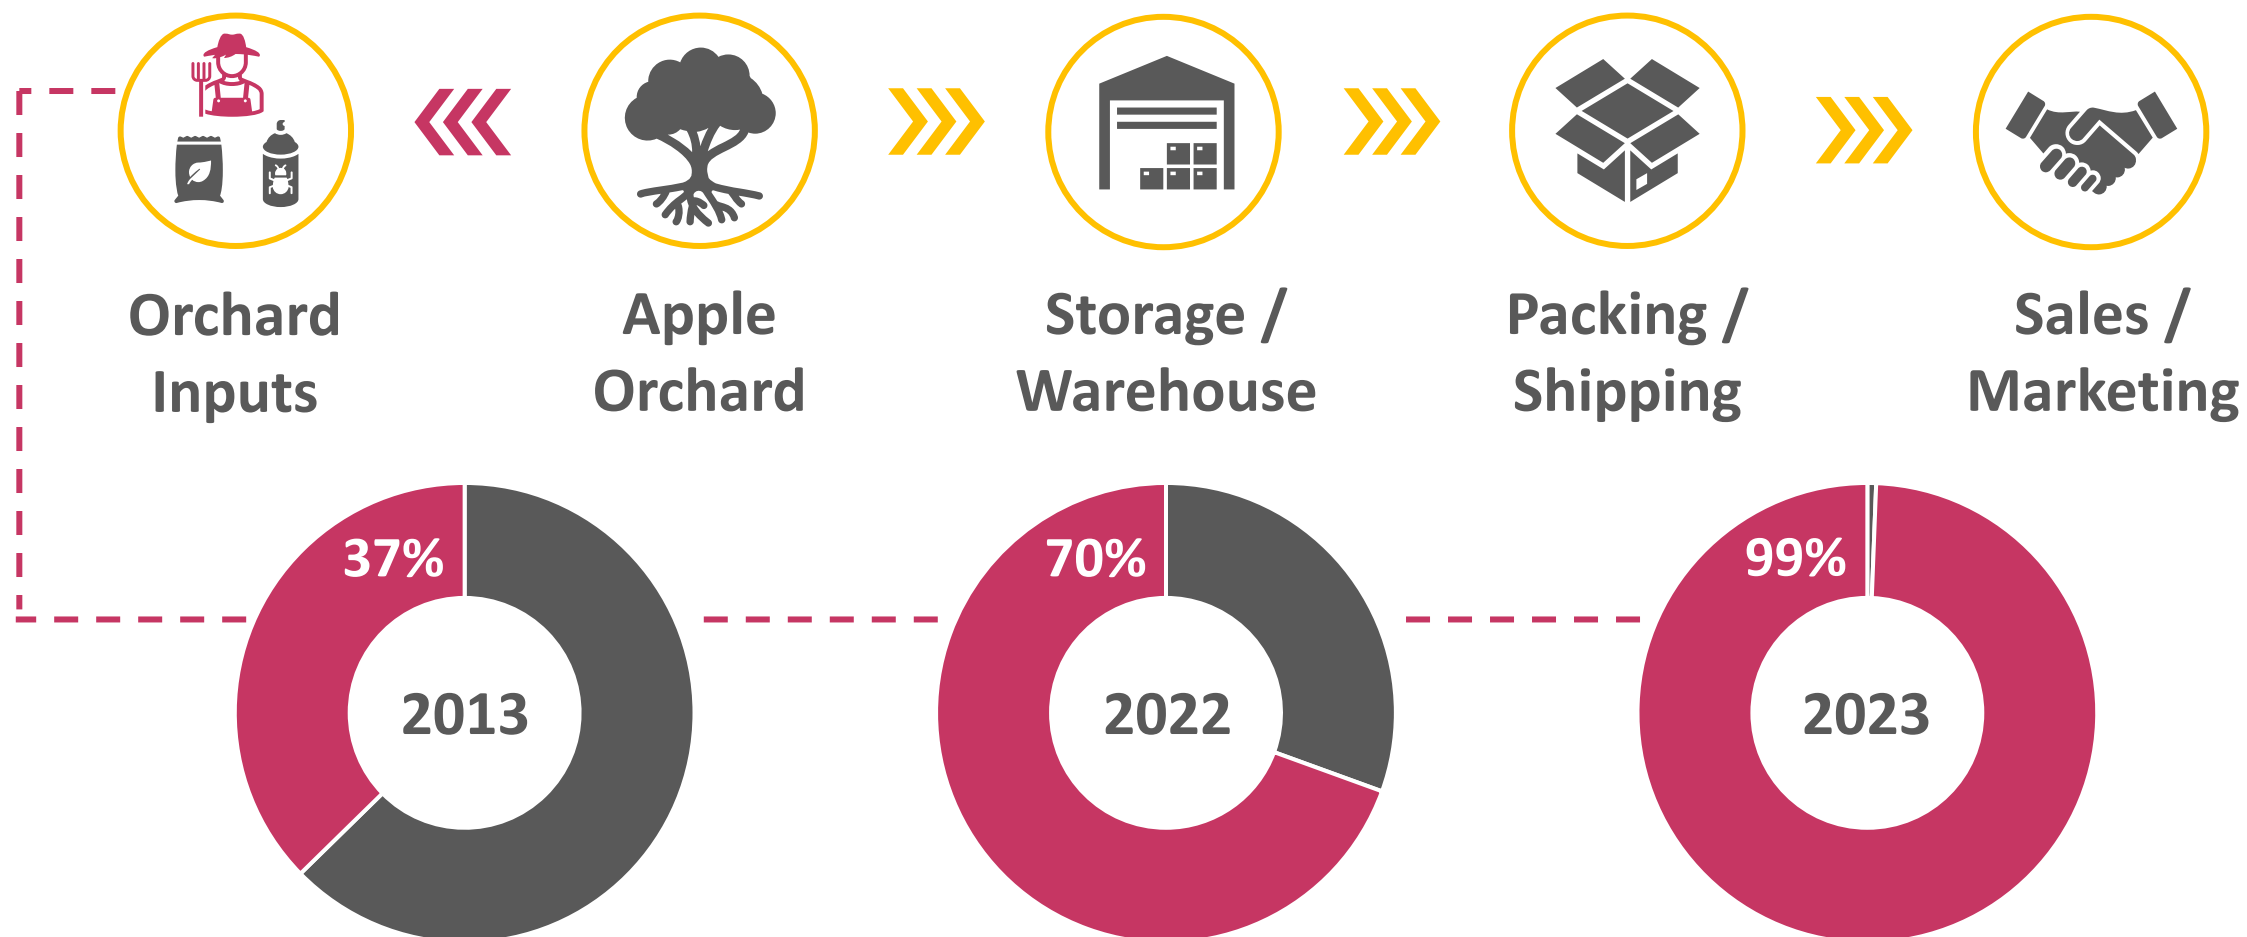 Orchard
Inputs
Apple
Orchard
Storage /
Warehouse
Packing /
Shipping
Sales /
Marketing
37%
2013
70%
2022
99%
2023